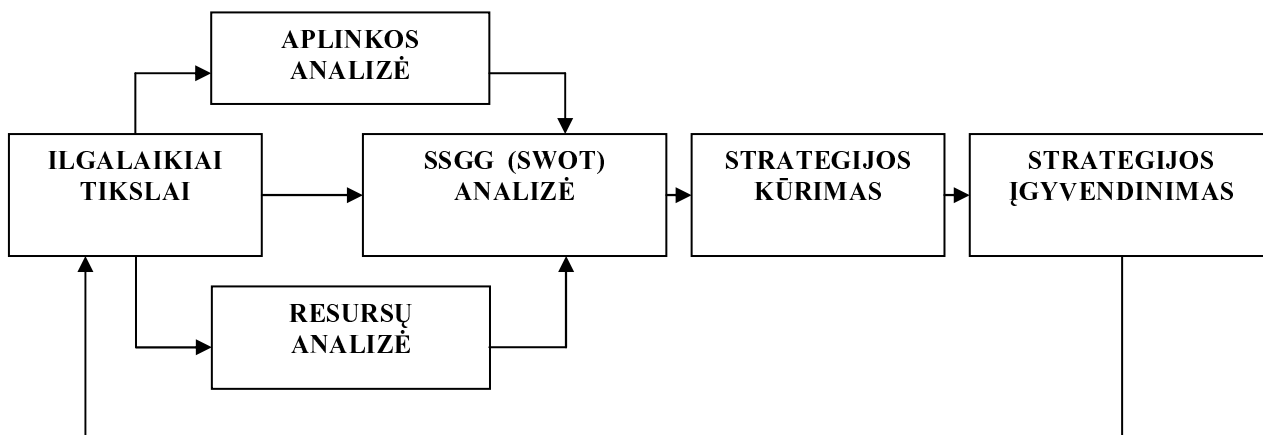 APLINKOS
ANALIZĖ
ILGALAIKIAI
TIKSLAI
SSGG (SWOT)
ANALIZĖ
STRATEGIJOS
KŪRIMAS
STRATEGIJOS
ĮGYVENDINIMAS
RESURSŲ
ANALIZĖ